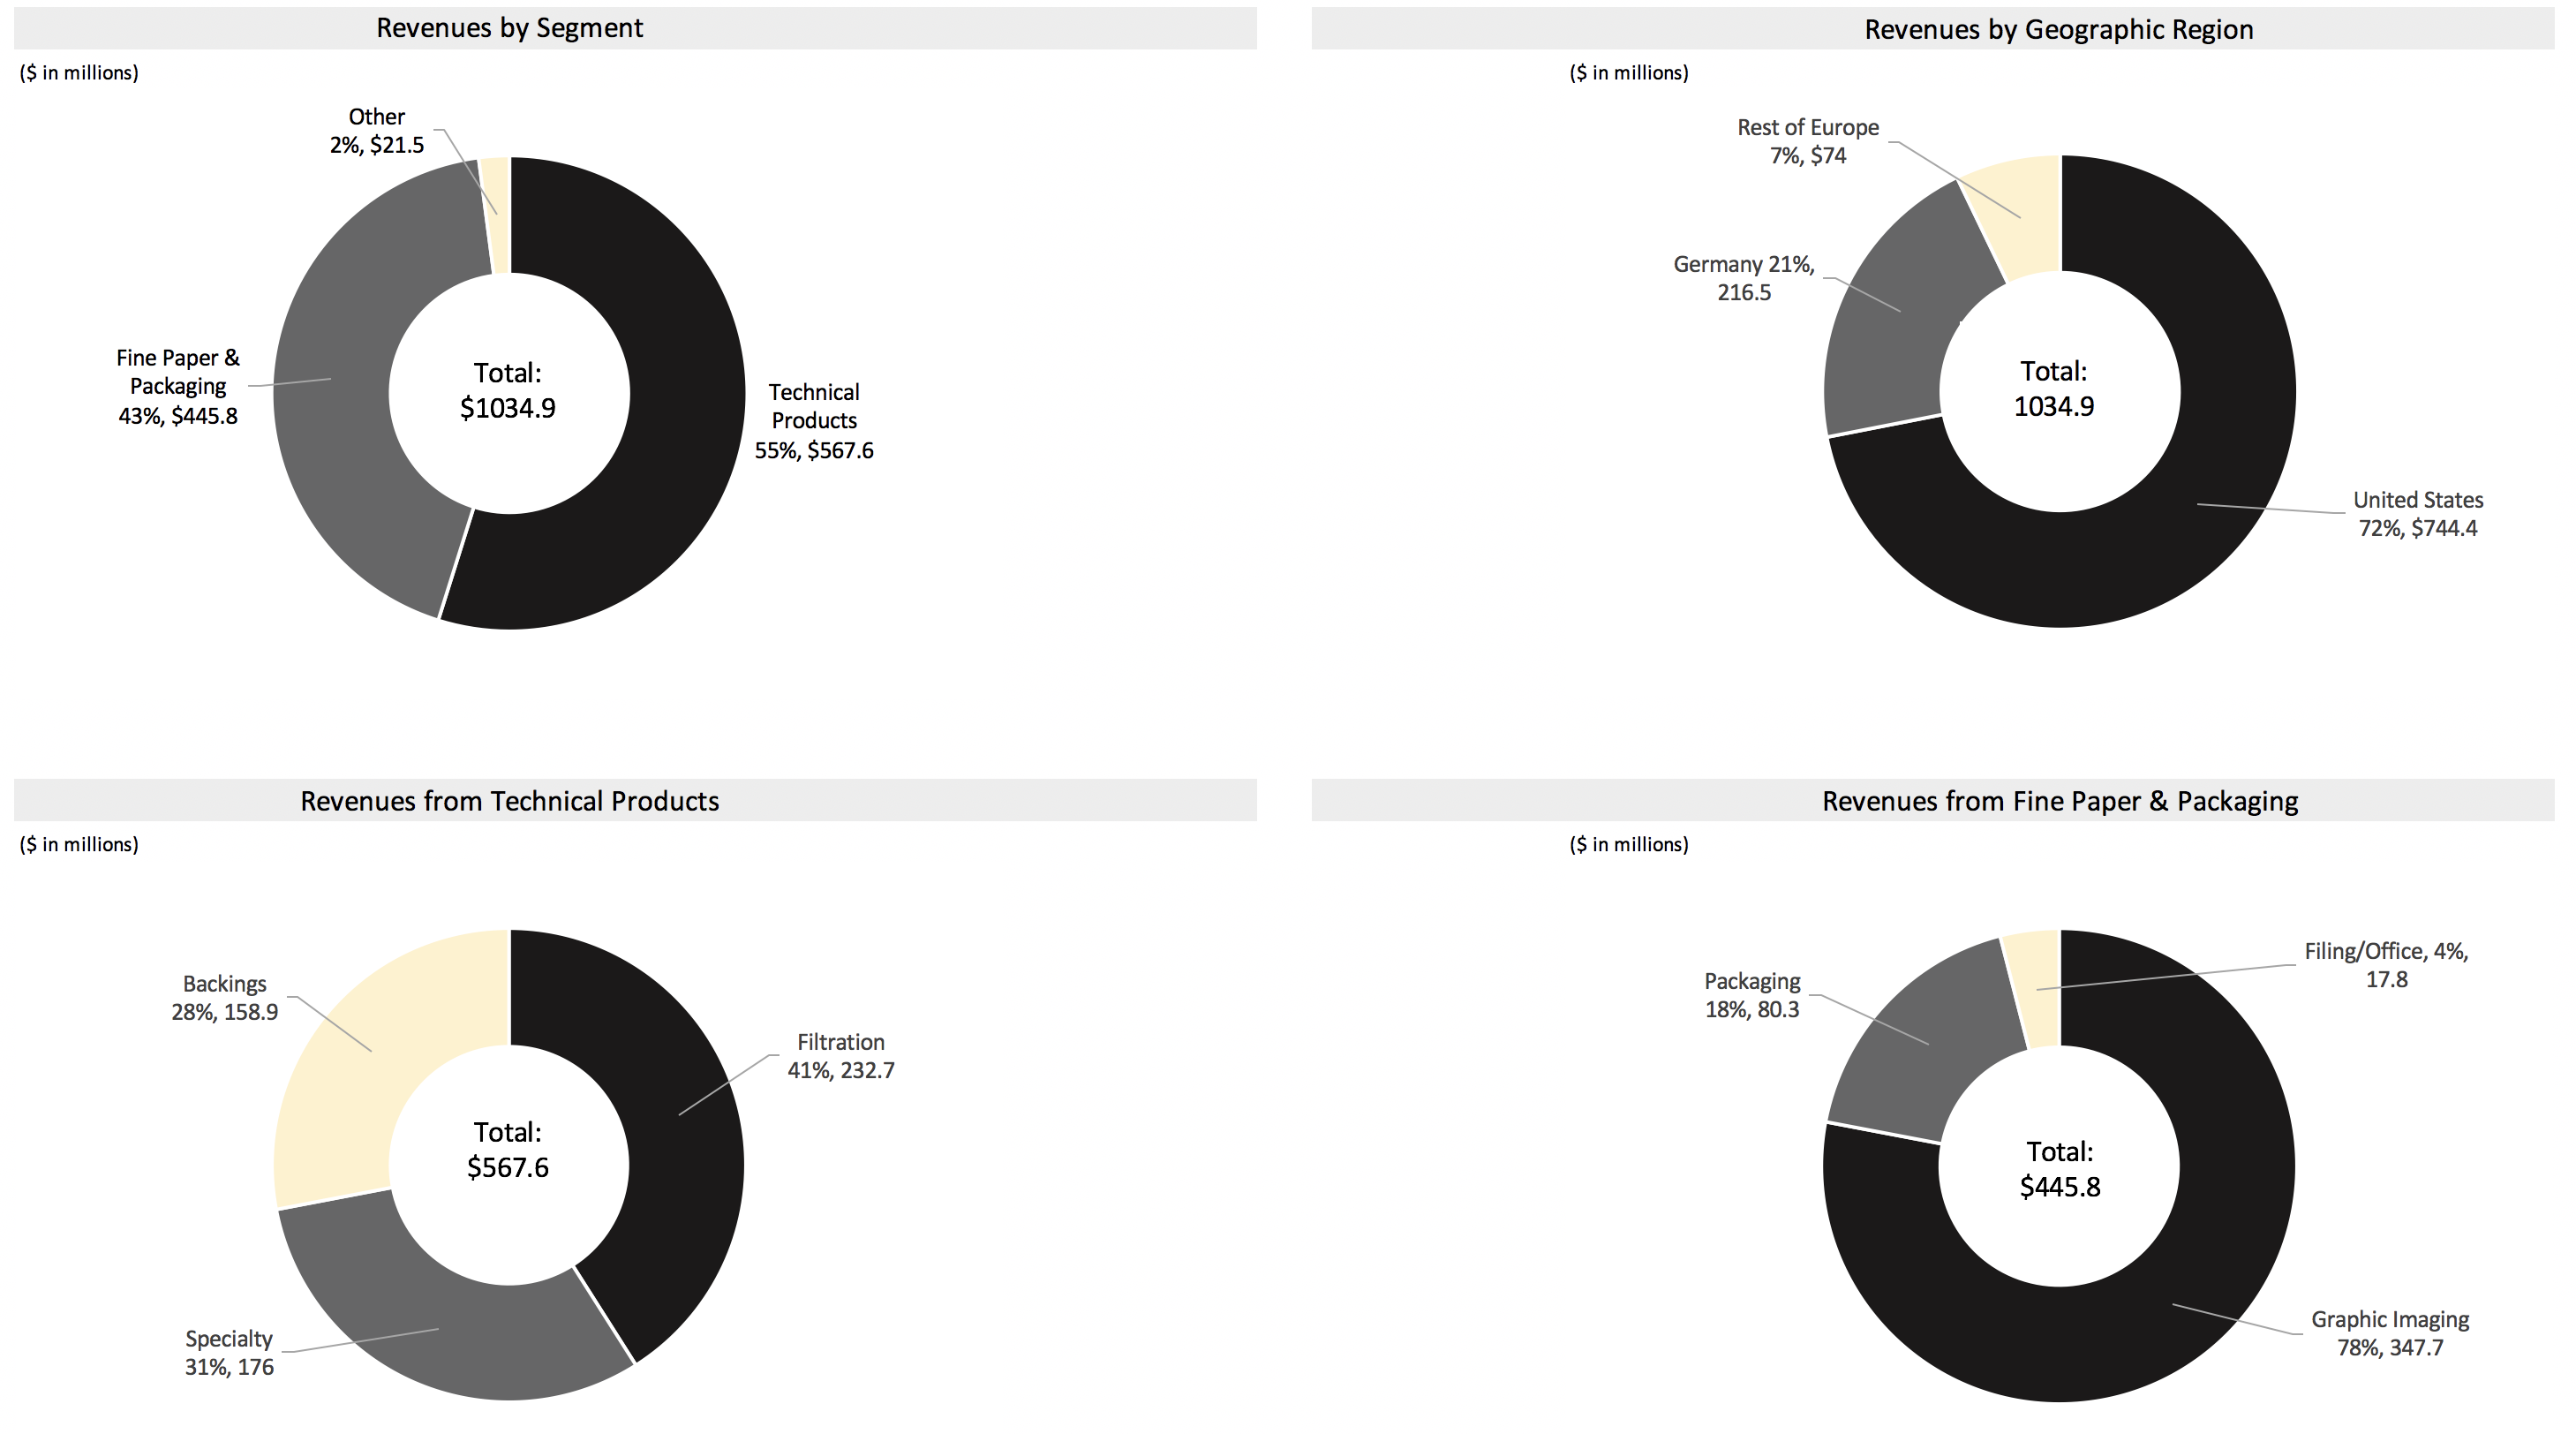 Revenues by Segment
($ in millions)
Other
2%, $21.5
Fine Paper &
Packaging
43%, $445.8
Total:
$1034.9
Technical
Products
55%, $567.6
Revenues by Geographic Region
($ in millions)
Rest of Europe
7%, $74
Germany 21%,
216.5
Total:
1034.9
United States
72%, $744.4
Revenues from Technical Products
($ in millions)
Backings
28%, 158.9
Filtration
41%, 232.7
Total:
$567.6
Specialty
31%, 176
Revenues from Fine Paper & Packaging
($ in millions)
Filing/Office, 4%,
17.8
Packaging
18%, 80.3
Total:
$445.8
Graphic Imaging
78%, 347.7